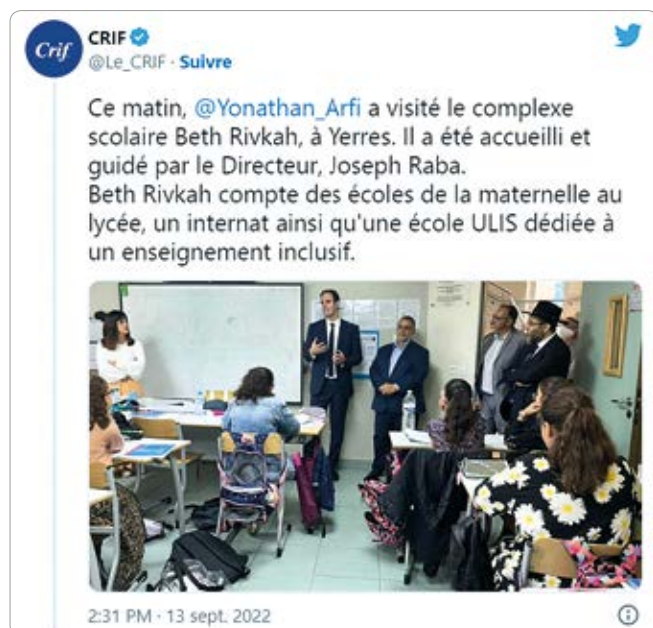 Crif
CRIF
@Le_CRIF · Suivre
Ce matin, @Yonathan_Arfi a visité le complexe
scolaire Beth Rivkah, à Yerres. Il a été accueilli et
guidé par le Directeur, Joseph Raba.
Beth Rivkah compte des écoles de la maternelle au
lycée, un internat ainsi qu'une école ULIS dédiée à
un enseignement inclusif.
2:31 PM · 13 sept. 2022